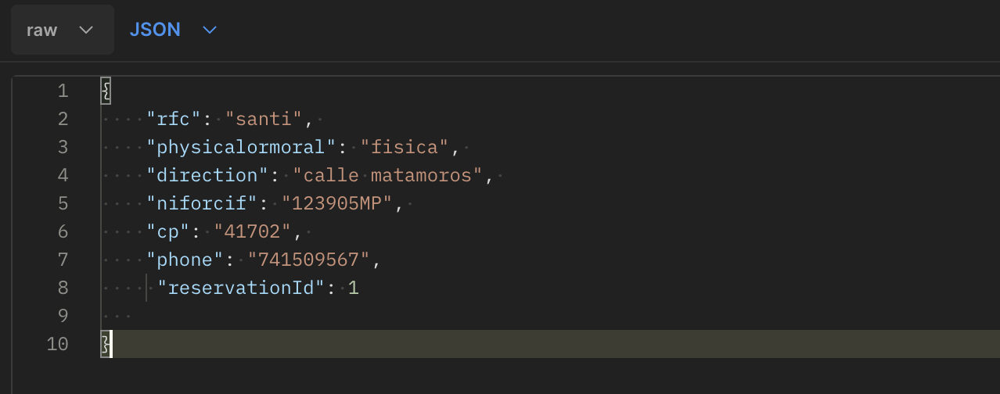 raw JSON
1 {
2 "rfc": "santi",
3 "physicalormoral": "fisica",
4 "direction": "calle matamoros",
5 "niforcif": "123905MP",
6 "cp": "41702",
7 "phone": "741509567",
8 "reservationId": 1
9
10 }